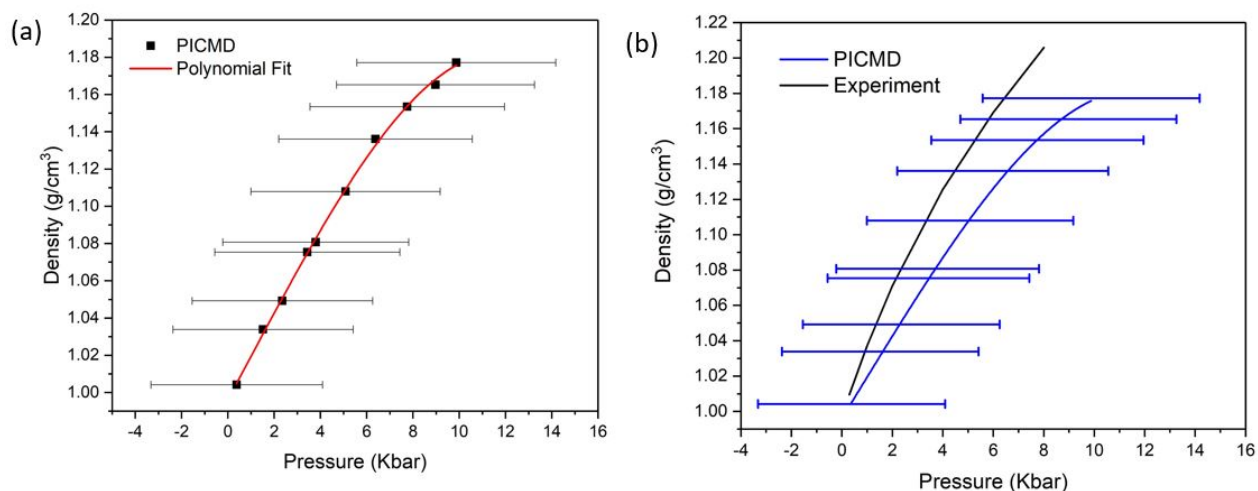 (a)
1.20
1.18
1.16
1.14
1.12
1.10
1.08
1.06
1.04
1.02
1.00
Density (g/cm³)
PICMD
Polynomial Fit
-4 -2 0 2 4 6 8 10 12 14 16
Pressure (Kbar)
(b)
1.22
1.20
1.18
1.16
1.14
1.12
1.10
1.08
1.06
1.04
1.02
1.00
Density (g/cm³)
PICMD
Experiment
-4 -2 0 2 4 6 8 10 12 14 16
Pressure (Kbar)